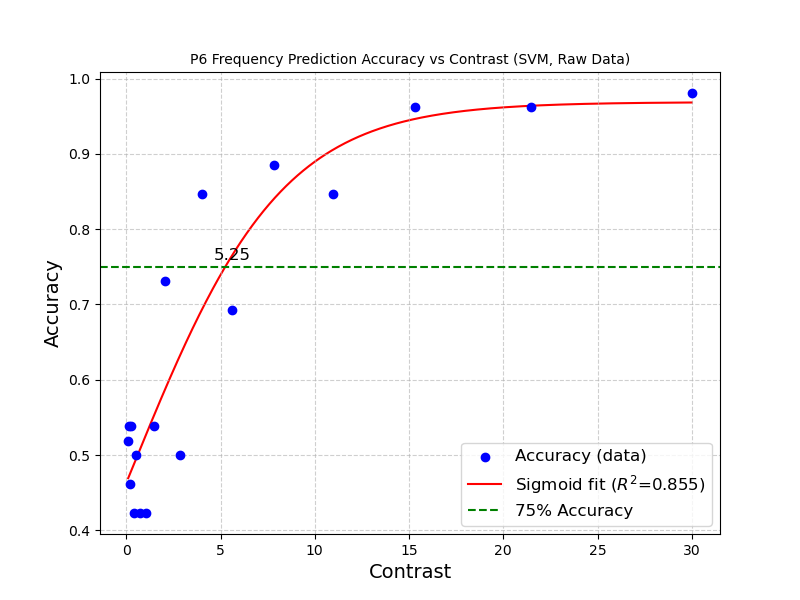 P6 Frequency Prediction Accuracy vs Contrast (SVM, Raw Data)
1.0
0.9
0.8
0.7
0.6
0.5
0.4
Accuracy
5.25
Accuracy (data)
Sigmoid fit (R²=0.855)
75% Accuracy
0 5 10 15 20 25 30
Contrast